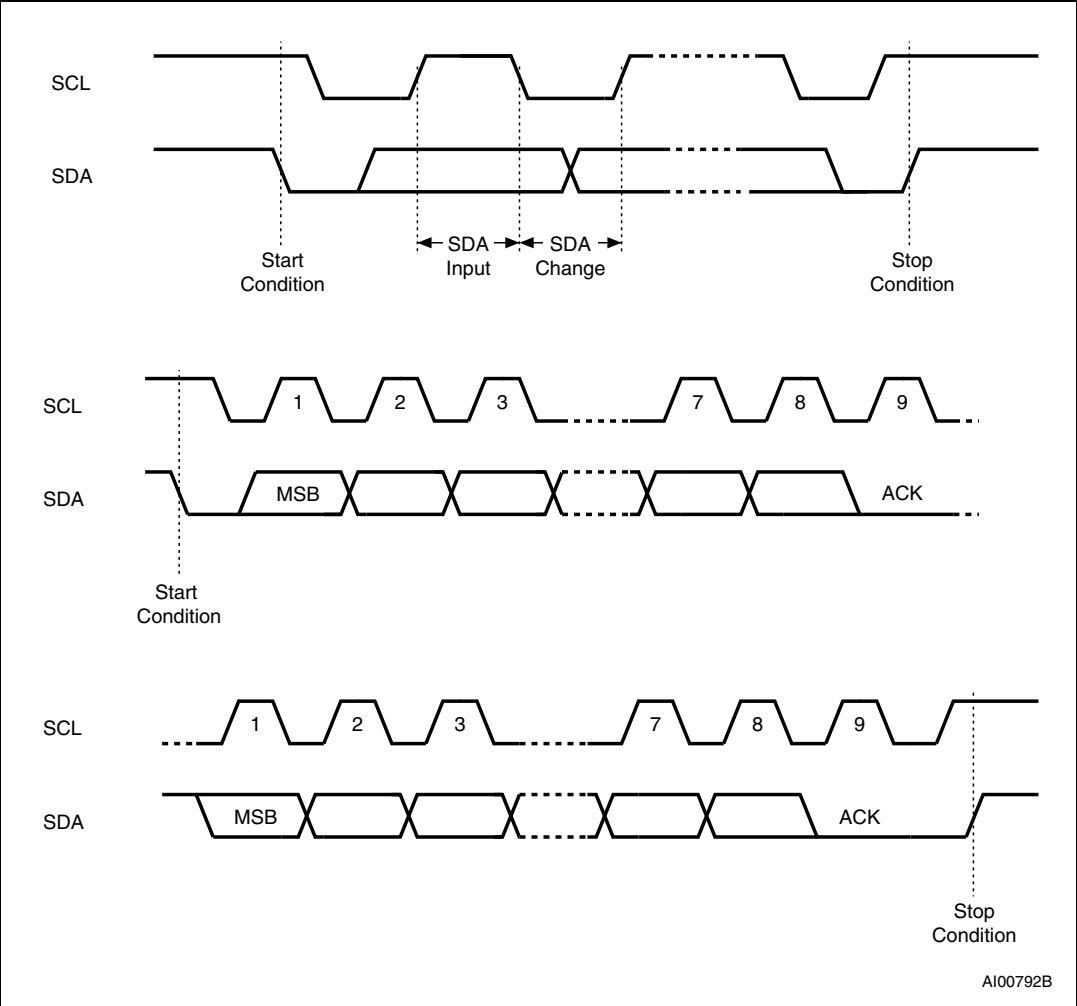 SCL
SDA
SDA
Input
SDA
Change
Start
Condition
Stop
Condition
SCL
1 2 3 7 8 9
SDA
MSB ACK
Start
Condition
SCL
1 2 3 7 8 9
SDA
MSB ACK
Stop
Condition
AI00792B